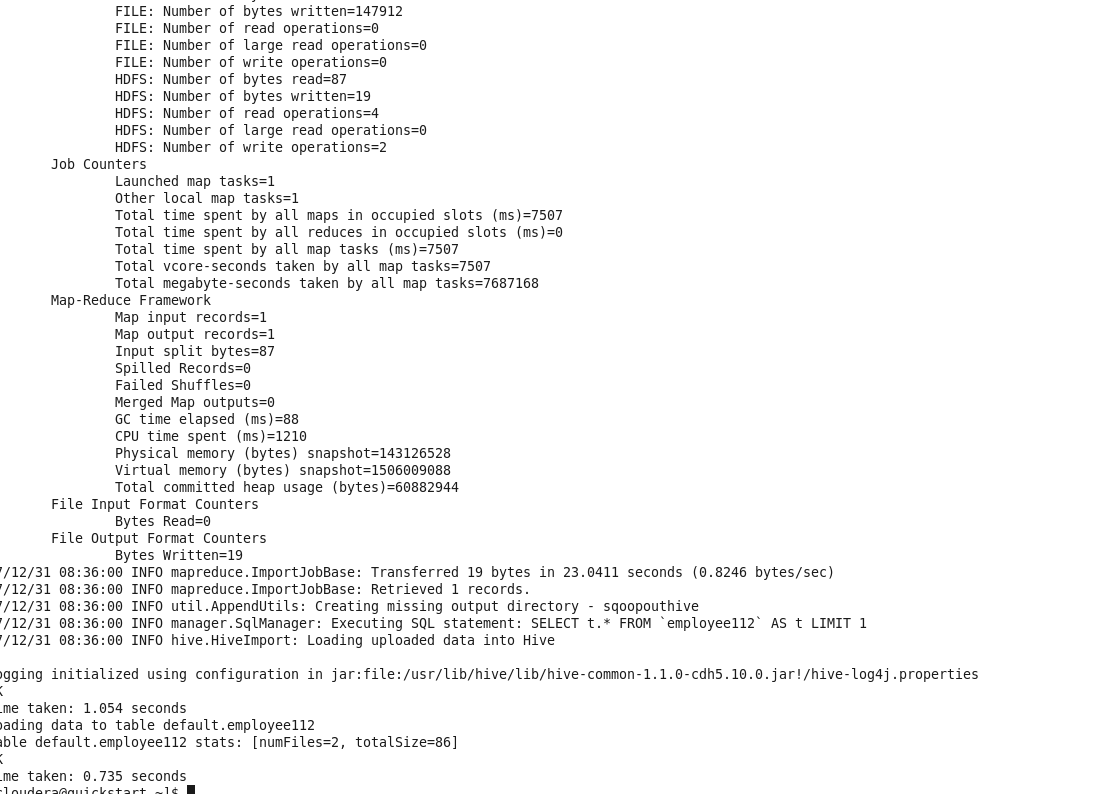 FILE: Number of bytes written=147912
FILE: Number of read operations=0
FILE: Number of large read operations=0
FILE: Number of write operations=0
HDFS: Number of bytes read=87
HDFS: Number of bytes written=19
HDFS: Number of read operations=4
HDFS: Number of large read operations=0
HDFS: Number of write operations=2
Job Counters
Launched map tasks=1
Other local map tasks=1
Total time spent by all maps in occupied slots (ms)=7507
Total time spent by all reduces in occupied slots (ms)=0
Total time spent by all map tasks (ms)=7507
Total vcore-seconds taken by all map tasks=7507
Total megabyte-seconds taken by all map tasks=7687168
Map-Reduce Framework
Map input records=1
Map output records=1
Input split bytes=87
Spilled Records=0
Failed Shuffles=0
Merged Map outputs=0
GC time elapsed (ms)=88
CPU time spent (ms)=1210
Physical memory (bytes) snapshot=143126528
Virtual memory (bytes) snapshot=1506009088
Total committed heap usage (bytes)=60882944
File Input Format Counters
Bytes Read=0
File Output Format Counters
Bytes Written=19
7/12/31 08:36:00 INFO mapreduce.ImportJobBase: Transferred 19 bytes in 23.0411 seconds (0.8246 bytes/sec)
7/12/31 08:36:00 INFO mapreduce.ImportJobBase: Retrieved 1 records.
7/12/31 08:36:00 INFO util.AppendUtils: Creating missing output directory - sqoopouthive
7/12/31 08:36:00 INFO manager.SqlManager: Executing SQL statement: SELECT t.* FROM `employee112` AS t LIMIT 1
7/12/31 08:36:00 INFO hive.HiveImport: Loading uploaded data into Hive
ogging initialized using configuration in jar:file:/usr/lib/hive/lib/hive-common-1.1.0-cdh5.10.0.jar!/hive-log4j.properties
K
ime taken: 1.054 seconds
oading data to table default.employee112
able default.employee112 stats: [numFiles=2, totalSize=86]
K
ime taken: 0.735 seconds
cloudera@quickstart ~]$